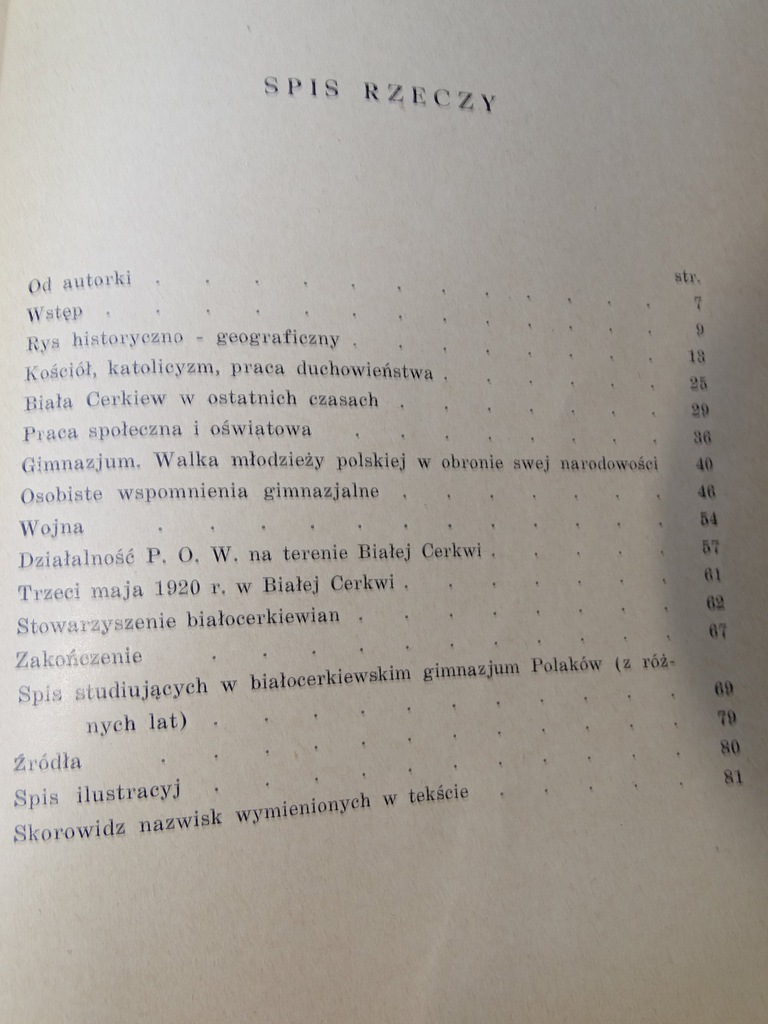 SPIS RZECZY
str.
Od autorki . . . . . . . . . . . 7
Wstęp . . . . . . . . . . . . 9
Rys historyczno - geograficzny . . . . . . . 13
Kościół, katolicyzm, praca duchowieństwa . . . . . 25
Biała Cerkiew w ostatnich czasach . . . . . . 29
Praca społeczna i oświatowa . . . . . . . 36
Gimnazjum. Walka młodzieży polskiej w obronie swej narodowości 40
Osobiste wspomnienia gimnazjalne . . . . . . 46
Wojna . . . . . . . . . . . 54
Działalność P. O. W. na terenie Białej Cerkwi . . . . 57
Trzeci maja 1920 r. w Białej Cerkwi . . . . . . 61
Stowarzyszenie białocerkiewian . . . . . . . 62
Zakończenie . . . . . . . . . . 67
Spis studiujących w białocerkiewskim gimnazjum Polaków (z róż-
nych lat) . . . . . . . . . . 69
Źródła . . . . . . . . . . . 79
Spis ilustracyj . . . . . . . . . . 80
Skorowidz nazwisk wymienionych w tekście . . . . . 81